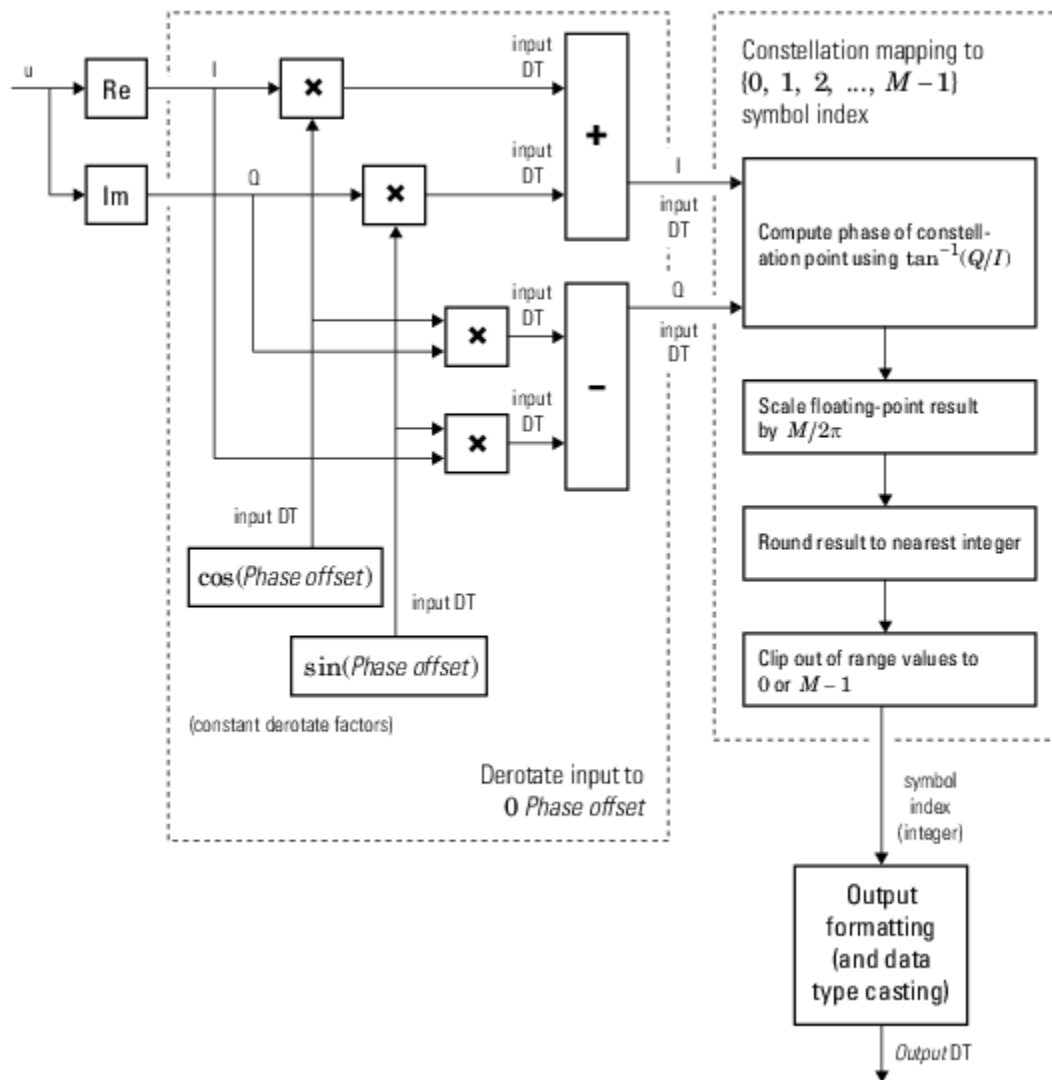 u
Re
Im
I
Q
×
×
×
×
input
DT
input
DT
input
DT
input
DT
+
−
I
input
DT
Q
input
DT
input DT
cos(Phase offset)
input DT
sin(Phase offset)
(constant derotate factors)
Derotate input to
0 Phase offset
Constellation mapping to
{0, 1, 2, ..., M−1}
symbol index
Compute phase of constell-
ation point using tan⁻¹(Q/I)
Scale floating-point result
by M/2π
Round result to nearest integer
Clip out of range values to
0 or M−1
symbol
index
(integer)
Output
formatting
(and data
type casting)
Output DT